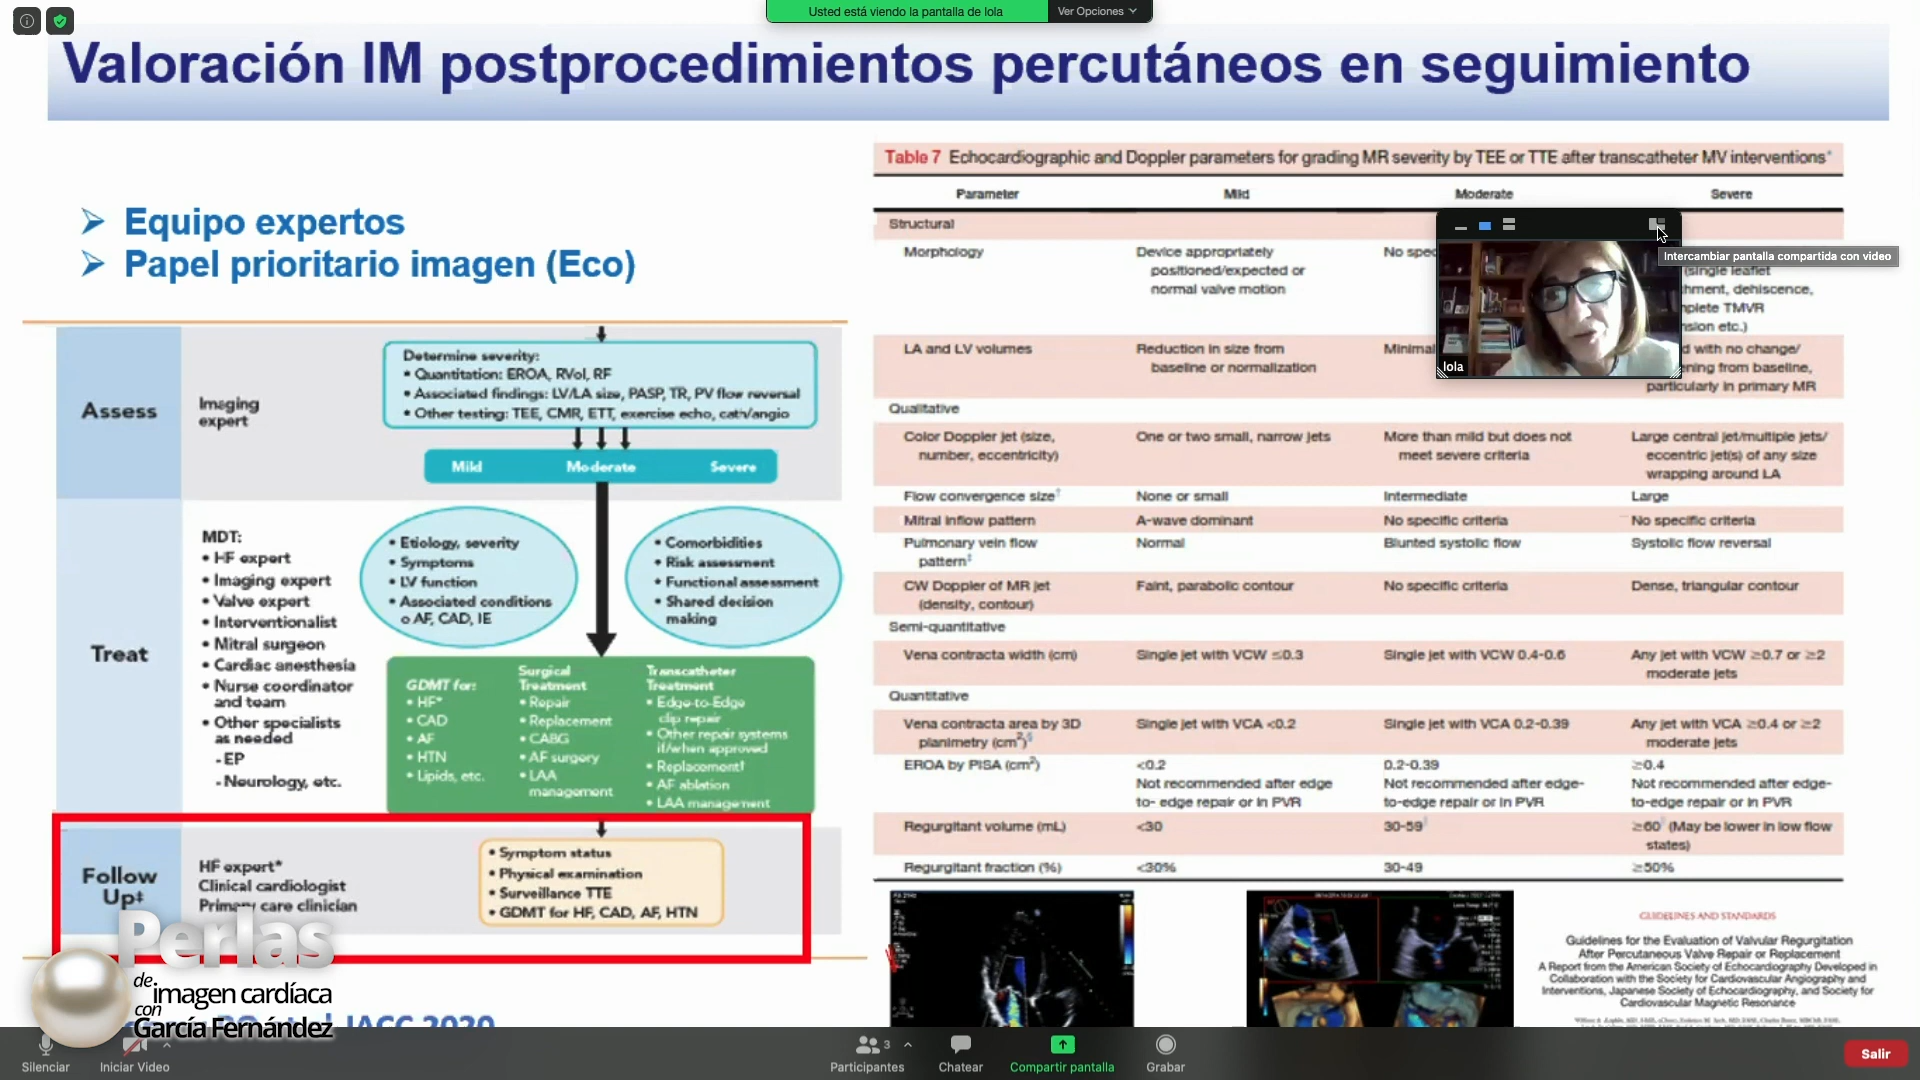 Usted está viendo la pantalla de lola
Ver Opciones
Valoración IM postprocedimientos percutáneos en seguimiento
Equipo expertos
Papel prioritario imagen (Eco)
Assess
Imaging
expert
Determine severity:
• Quantitation: EROA, RVol, RF
• Associated findings: LV/LA size, PASP, TR, PV flow reversal
• Other testing: TEE, CMR, ETT, exercise echo, cath/angio
Mild Moderate Severe
Treat
MDT:
• HF expert
• Imaging expert
• Valve expert
• Interventionalist
• Mitral surgeon
• Cardiac anesthesia
• Nurse coordinator
and team
• Other specialists
as needed
- EP
- Neurology, etc.
• Etiology, severity
• Symptoms
• LV function
• Associated conditions
o AF, CAD, IE
• Comorbidities
• Risk assessment
• Functional assessment
• Shared decision
making
GDMT for:
• HF*
• CAD
• AF
• HTN
• Lipids, etc.
Surgical
Treatment
• Repair
• Replacement
• CABG
• AF surgery
• LAA
management
Transcatheter
Treatment
• Edge-to-Edge
clip repair
• Other repair systems
if/when approved
• Replacement†
• AF ablation
• LAA management
Follow
Up‡
HF expert*
Clinical cardiologist
Primary care clinician
• Symptom status
• Physical examination
• Surveillance TTE
• GDMT for HF, CAD, AF, HTN
Perlas
de
imagen cardíaca
con
García Fernández
JACC 2020
Table 7 Echocardiographic and Doppler parameters for grading MR severity by TEE or TTE after transcatheter MV interventions*
Parameter Mild Moderate Severe
Structural
Morphology Device appropriately No
positioned/expected or (single leaflet
normal valve motion dehiscence,
TMVR
etc.)
LA and LV volumes Reduction in size from Minimal with no change/
baseline or normalization from baseline,
particularly in primary MR
Qualitative
Color Doppler jet (size, One or two small, narrow jets More than mild but does not Large central jet/multiple jets/
number, eccentricity) meet severe criteria eccentric jet(s) of any size
wrapping around LA
Flow convergence size† None or small Intermediate Large
Mitral inflow pattern A-wave dominant No specific criteria No specific criteria
Pulmonary vein flow Normal Blunted systolic flow Systolic flow reversal
pattern‡
CW Doppler of MR jet Faint, parabolic contour No specific criteria Dense, triangular contour
(density, contour)
Semi-quantitative
Vena contracta width (cm) Single jet with VCW ≤0.3 Single jet with VCW 0.4-0.6 Any jet with VCW ≥0.7 or ≥2
moderate jets
Quantitative
Vena contracta area by 3D Single jet with VCA <0.2 Single jet with VCA 0.2-0.39 Any jet with VCA ≥0.4 or ≥2
planimetry (cm²)§ moderate jets
EROA by PISA (cm²) <0.2 0.2-0.39 ≥0.4
Not recommended after edge Not recommended after edge- Not recommended after edge-
to- edge repair or in PVR to-edge repair or in PVR to-edge repair or in PVR
Regurgitant volume (mL) <30 30-59 ≥60 (May be lower in low flow
states)
Regurgitant fraction (%) <30% 30-49 ≥50%
Intercambiar pantalla compartida con video
lola
GUIDELINES AND STANDARDS
Guidelines for the Evaluation of Valvular Regurgitation
After Percutaneous Valve Repair or Replacement
A Report from the American Society of Echocardiography Developed in
Collaboration with the Society for Cardiovascular Angiography and
Interventions, Japanese Society of Echocardiography, and Society for
Cardiovascular Magnetic Resonance
Silenciar
Iniciar Video
Participantes
3
Chatear
Compartir pantalla
Grabar
Salir